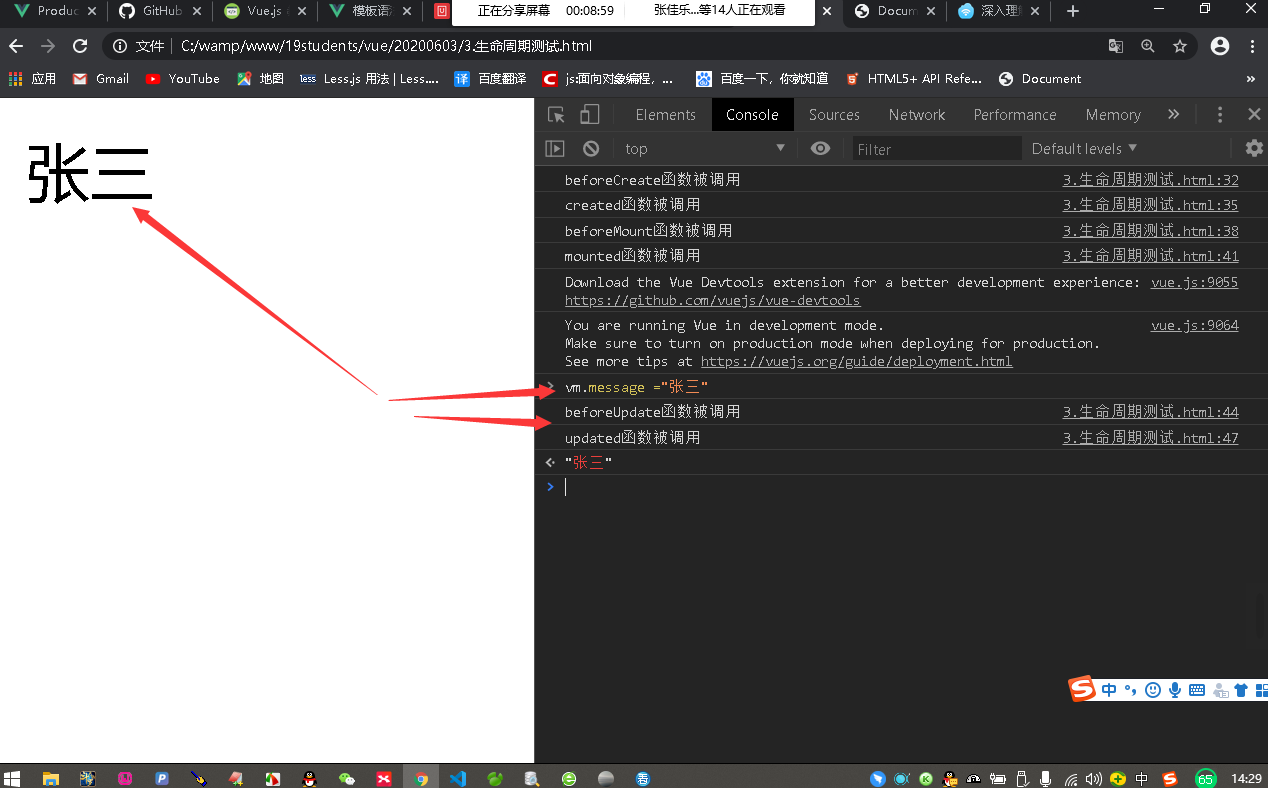 Produc
GitHub
Vue.js
模板语
正在分享屏幕 00:08:59 张佳乐...等14人正在观看
Docum
深入理
文件 C:/wamp/www/19students/vue/20200603/3.生命周期测试.html
应用 Gmail YouTube 地图 less Less.js 用法 | Less.... 译 百度翻译 C js:面向对象编程，... 百度一下，你就知道 HTML5+ API Refe... Document »
张三
Elements Console Sources Network Performance Memory »
top Filter Default levels
beforeCreate函数被调用 3.生命周期测试.html:32
created函数被调用 3.生命周期测试.html:35
beforeMount函数被调用 3.生命周期测试.html:38
mounted函数被调用 3.生命周期测试.html:41
Download the Vue Devtools extension for a better development experience: vue.js:9055
https://github.com/vuejs/vue-devtools
You are running Vue in development mode. vue.js:9064
Make sure to turn on production mode when deploying for production.
See more tips at https://vuejs.org/guide/deployment.html
> vm.message ="张三"
beforeUpdate函数被调用 3.生命周期测试.html:44
updated函数被调用 3.生命周期测试.html:47
"张三"
>
S 中
中 S 65 14:29